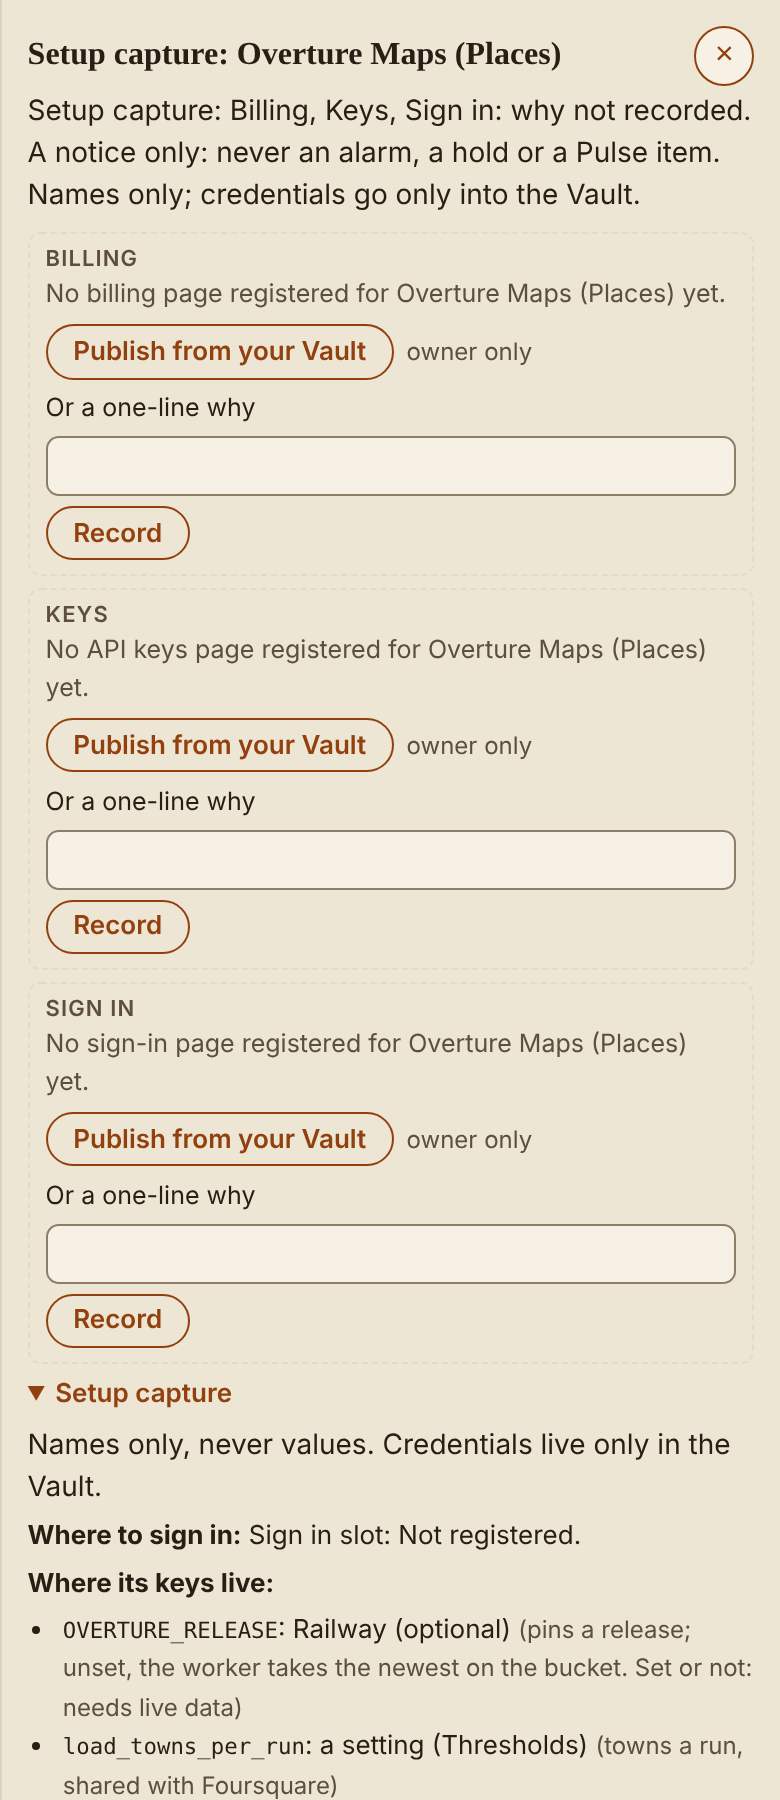 Setup capture: Overture Maps (Places)
×
Setup capture: Billing, Keys, Sign in: why not recorded.
A notice only: never an alarm, a hold or a Pulse item.
Names only; credentials go only into the Vault.
BILLING
No billing page registered for Overture Maps (Places) yet.
Publish from your Vault owner only
Or a one-line why
Record
KEYS
No API keys page registered for Overture Maps (Places)
yet.
Publish from your Vault owner only
Or a one-line why
Record
SIGN IN
No sign-in page registered for Overture Maps (Places)
yet.
Publish from your Vault owner only
Or a one-line why
Record
▼ Setup capture
Names only, never values. Credentials live only in the
Vault.
Where to sign in: Sign in slot: Not registered.
Where its keys live:
• OVERTURE_RELEASE: Railway (optional) (pins a release;
unset, the worker takes the newest on the bucket. Set or not:
needs live data)
• load_towns_per_run: a setting (Thresholds) (towns a run,
shared with Foursquare)